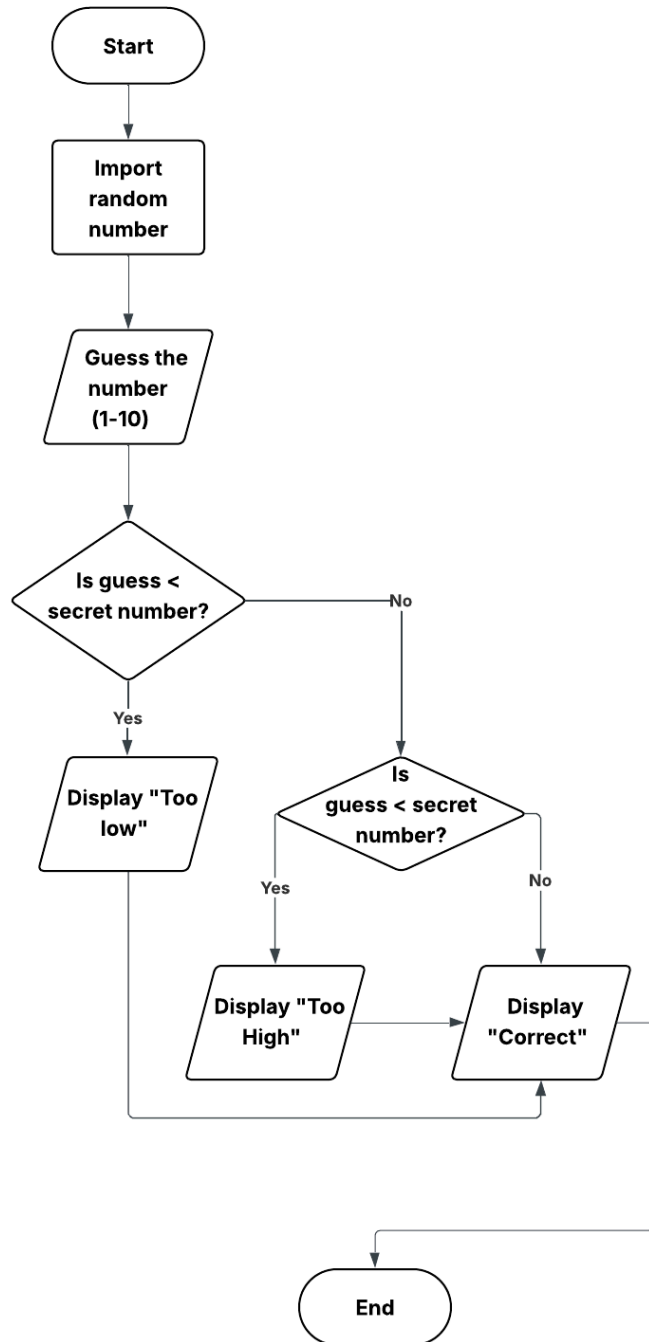 Start
Import
random
number
Guess the
number
(1-10)
Is guess <
secret number?
No
Yes
Display "Too
low"
Is
guess < secret
number?
Yes
No
Display "Too
High"
Display
"Correct"
End